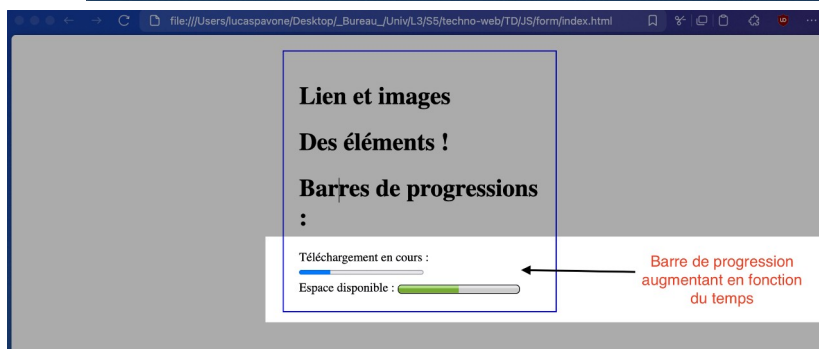 file:///Users/lucaspavone/Desktop/_Bureau_/Univ/L3/S5/techno-web/TD/JS/form/index.html
Lien et images
Des éléments !
Barres de progressions
:
Téléchargement en cours :
Espace disponible :
Barre de progression
augmentant en fonction
du temps